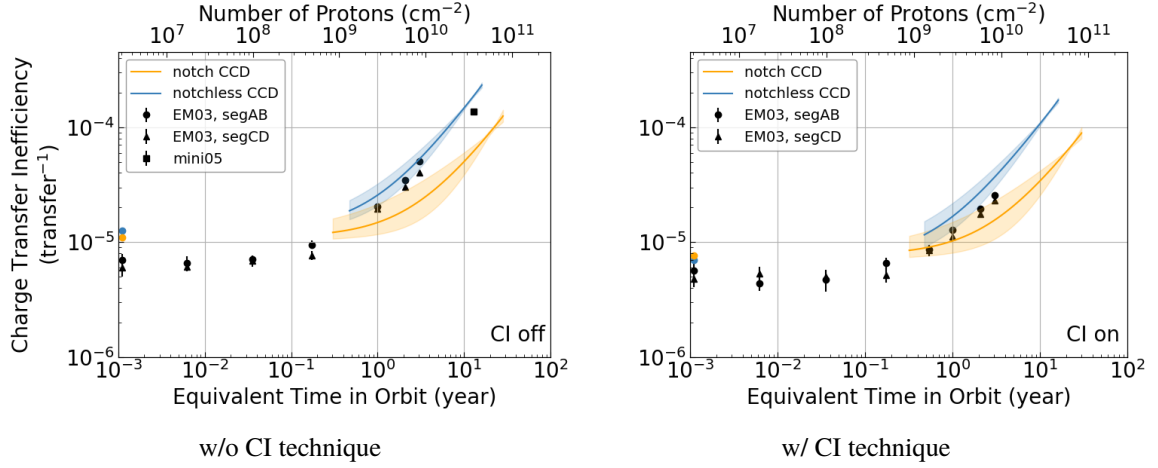 Number of Protons (cm⁻²)
10⁷ 10⁸ 10⁹ 10¹⁰ 10¹¹
Charge Transfer Inefficiency
(transfer⁻¹)
10⁻⁴
10⁻⁵
10⁻⁶
notch CCD
notchless CCD
EM03, segAB
EM03, segCD
mini05
CI off
10⁻³ 10⁻² 10⁻¹ 10⁰ 10¹ 10²
Equivalent Time in Orbit (year)
w/o CI technique
Number of Protons (cm⁻²)
10⁷ 10⁸ 10⁹ 10¹⁰ 10¹¹
10⁻⁴
10⁻⁵
10⁻⁶
notch CCD
notchless CCD
EM03, segAB
EM03, segCD
CI on
10⁻³ 10⁻² 10⁻¹ 10⁰ 10¹ 10²
Equivalent Time in Orbit (year)
w/ CI technique